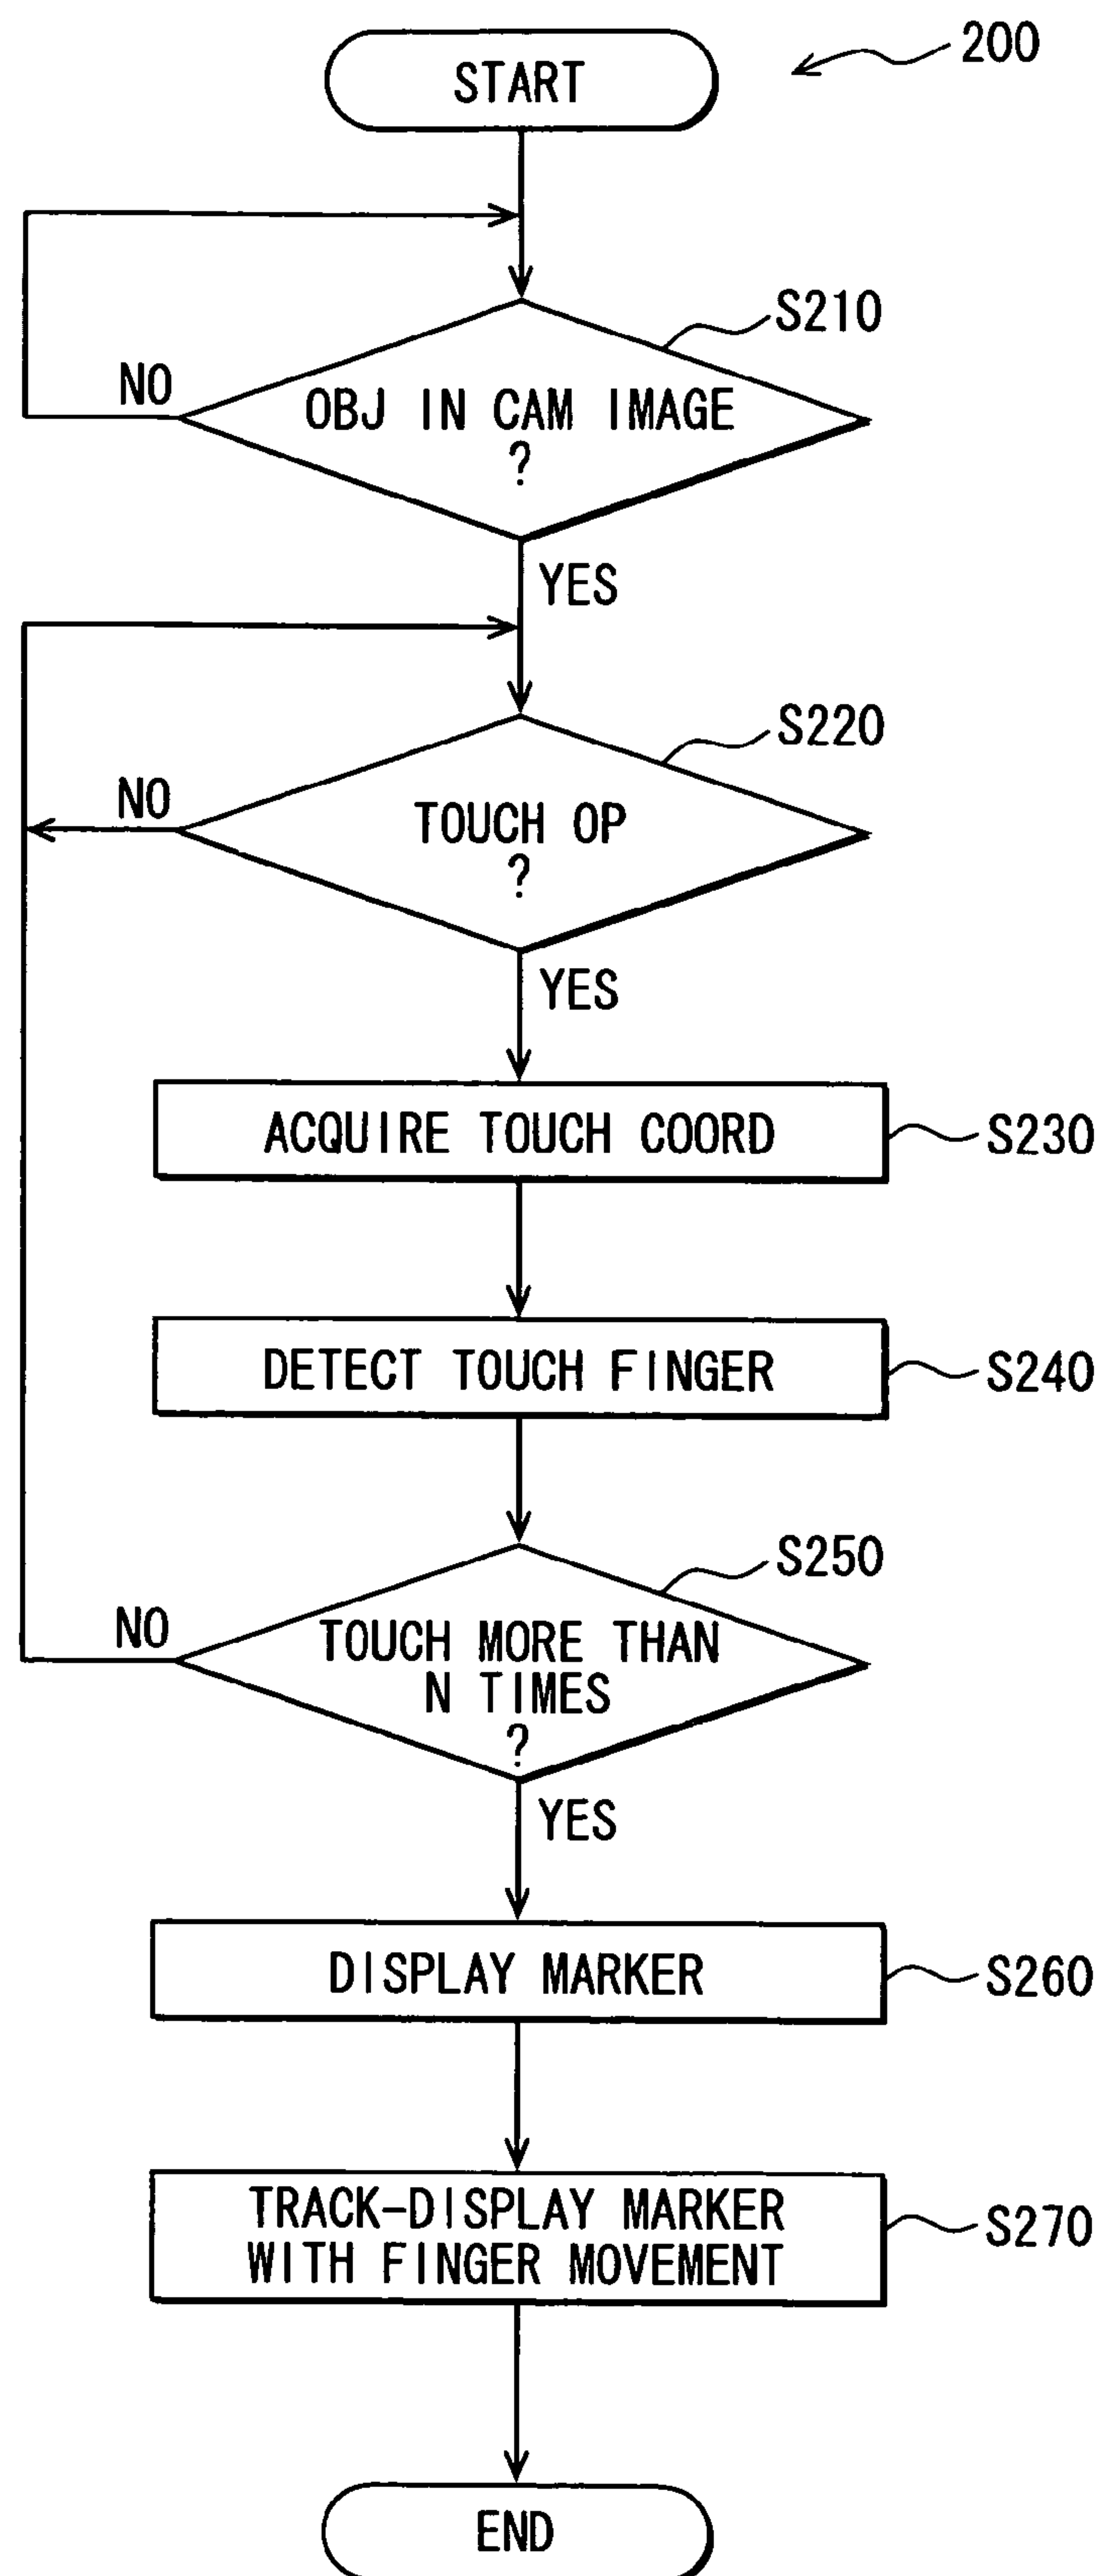 200
START
S210
NO
OBJ IN CAM IMAGE
?
YES
S220
NO
TOUCH OP
?
YES
ACQUIRE TOUCH COORD
S230
DETECT TOUCH FINGER
S240
S250
NO
TOUCH MORE THAN
N TIMES
?
YES
DISPLAY MARKER
S260
TRACK-DISPLAY MARKER
WITH FINGER MOVEMENT
S270
END